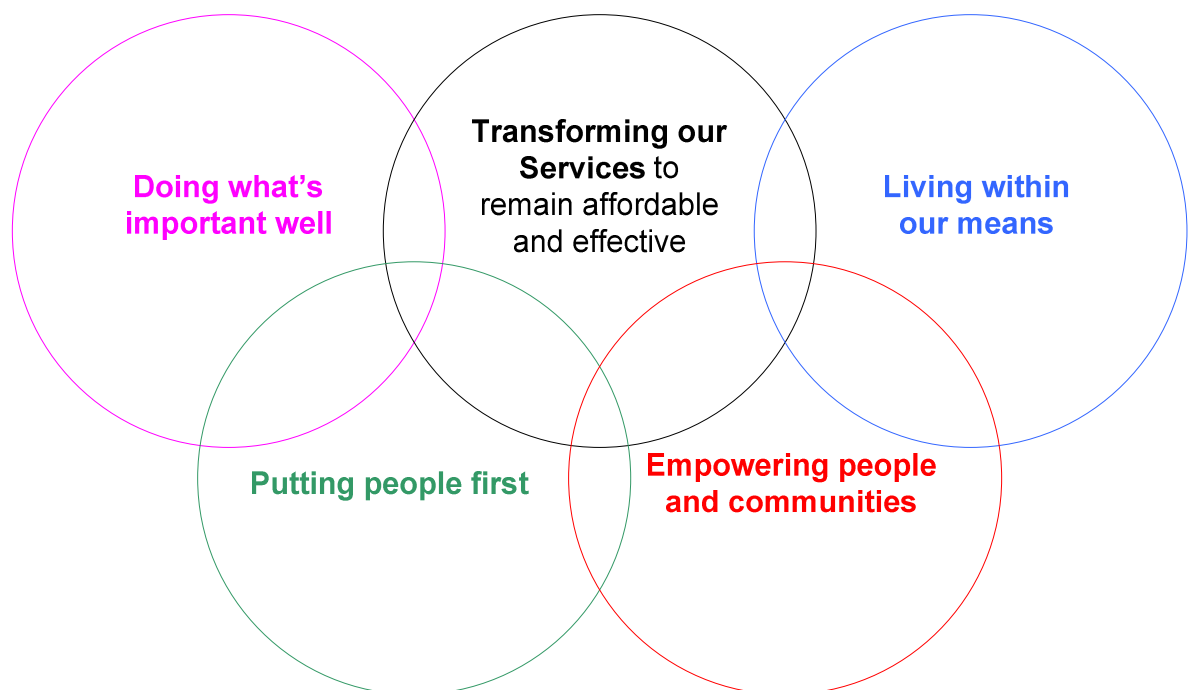 Doing what’s
important well
Transforming our
Services to
remain affordable
and effective
Living within
our means
Putting people first
Empowering people
and communities